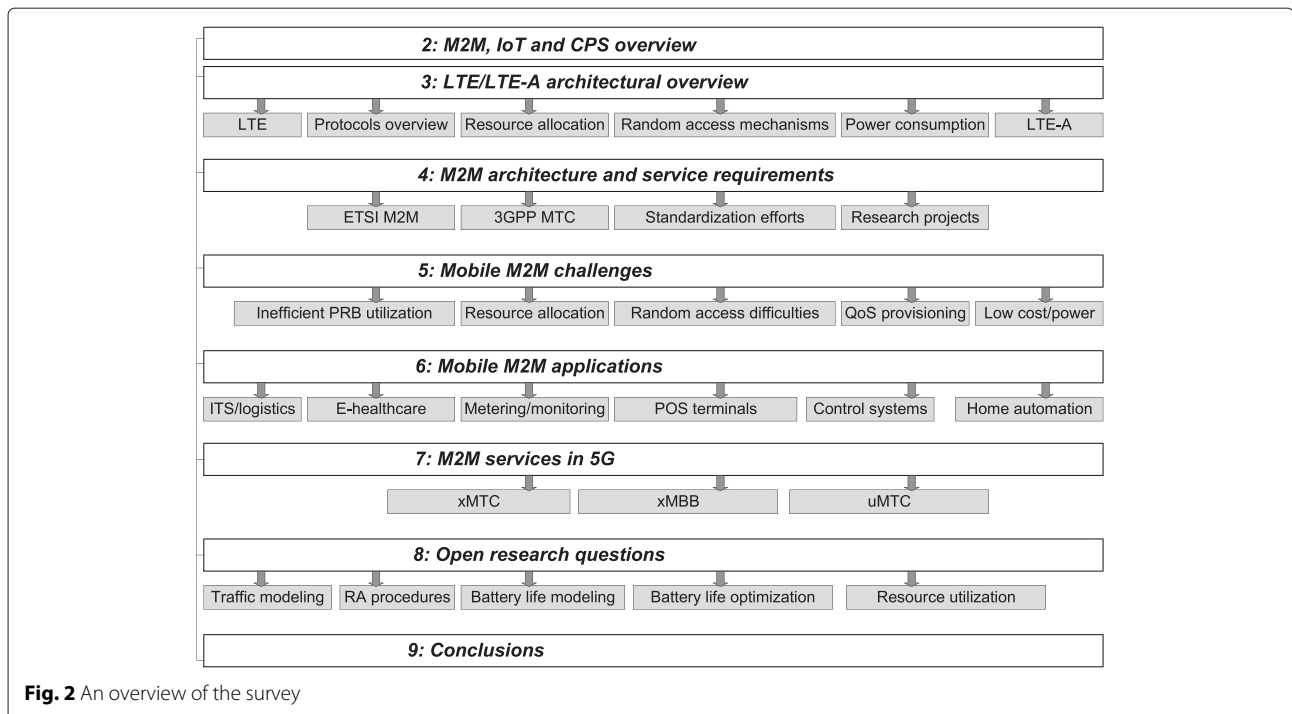 2: M2M, IoT and CPS overview
3: LTE/LTE-A architectural overview
LTE Protocols overview Resource allocation Random access mechanisms Power consumption LTE-A
4: M2M architecture and service requirements
ETSI M2M 3GPP MTC Standardization efforts Research projects
5: Mobile M2M challenges
Inefficient PRB utilization Resource allocation Random access difficulties QoS provisioning Low cost/power
6: Mobile M2M applications
ITS/logistics E-healthcare Metering/monitoring POS terminals Control systems Home automation
7: M2M services in 5G
xMTC xMBB uMTC
8: Open research questions
Traffic modeling RA procedures Battery life modeling Battery life optimization Resource utilization
9: Conclusions
Fig. 2 An overview of the survey